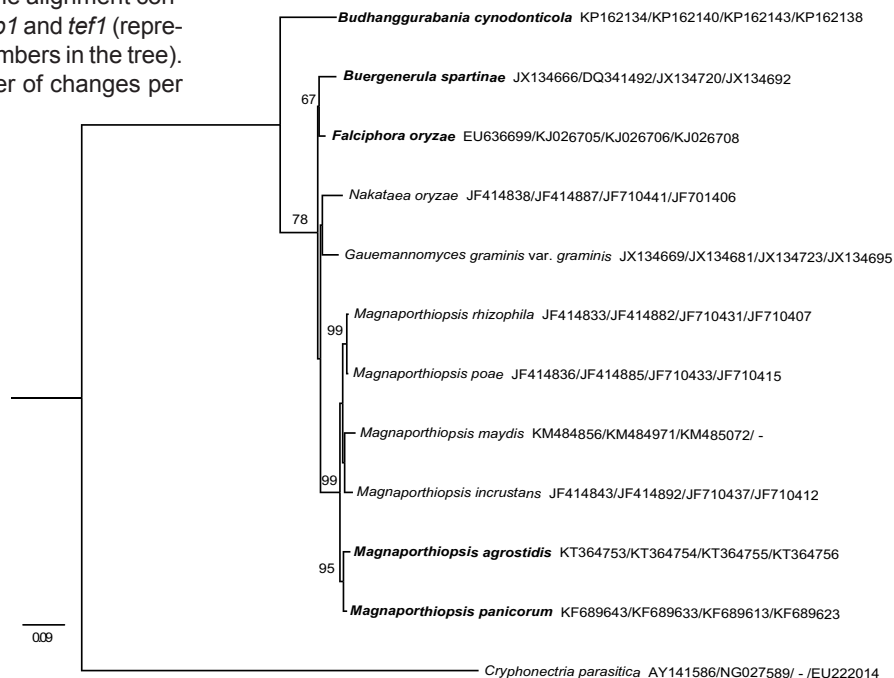 ne alignment con-
b1 and tef1 (repre-
mbers in the tree).
er of changes per
Budhanggurabania cynodonticola KP162134/KP162140/KP162143/KP162138
Buergenerula spartinae JX134666/DQ341492/JX134720/JX134692
67
Falciphora oryzae EU636699/KJ026705/KJ026706/KJ026708
Nakataea oryzae JF414838/JF414887/JF710441/JF701406
78
Gauemannomyces graminis var. graminis JX134669/JX134681/JX134723/JX134695
Magnaporthiopsis rhizophila JF414833/JF414882/JF710431/JF710407
99
Magnaporthiopsis poae JF414836/JF414885/JF710433/JF710415
Magnaporthiopsis maydis KM484856/KM484971/KM485072/ -
99
Magnaporthiopsis incrustans JF414843/JF414892/JF710437/JF710412
Magnaporthiopsis agrostidis KT364753/KT364754/KT364755/KT364756
95
Magnaporthiopsis panicorum KF689643/KF689633/KF689613/KF689623
0.09
Cryphonectria parasitica AY141586/NG027589/ - /EU222014